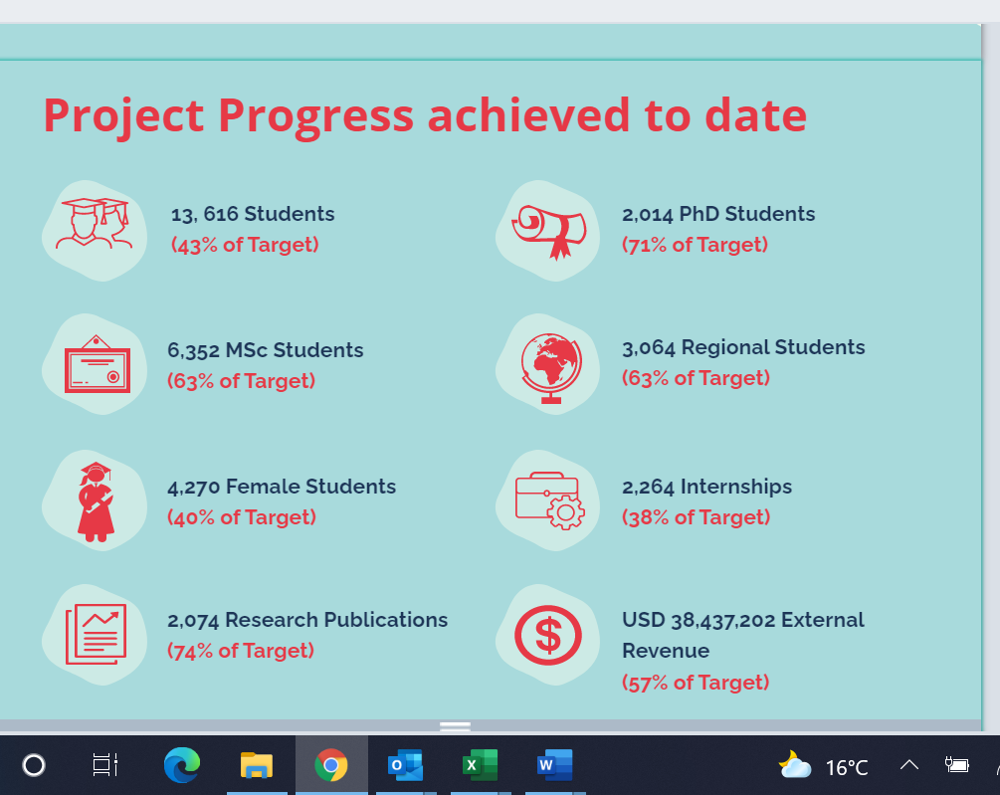 Project Progress achieved to date
13, 616 Students
(43% of Target)
2,014 PhD Students
(71% of Target)
6,352 MSc Students
(63% of Target)
3,064 Regional Students
(63% of Target)
4,270 Female Students
(40% of Target)
2,264 Internships
(38% of Target)
2,074 Research Publications
(74% of Target)
USD 38,437,202 External
Revenue
(57% of Target)
16°C